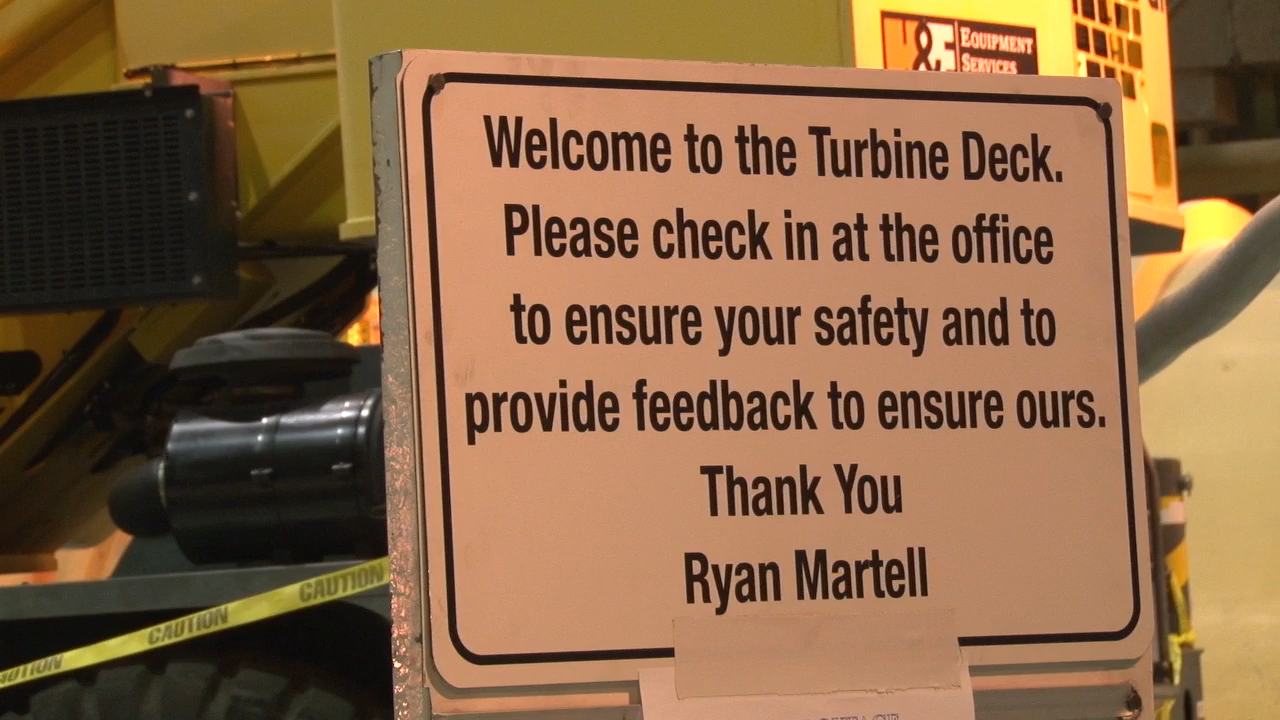 H&E EQUIPMENT
SERVICES
Welcome to the Turbine Deck.
Please check in at the office
to ensure your safety and to
provide feedback to ensure ours.
Thank You
Ryan Martell
CAUTION
CAUTION
CAUTION